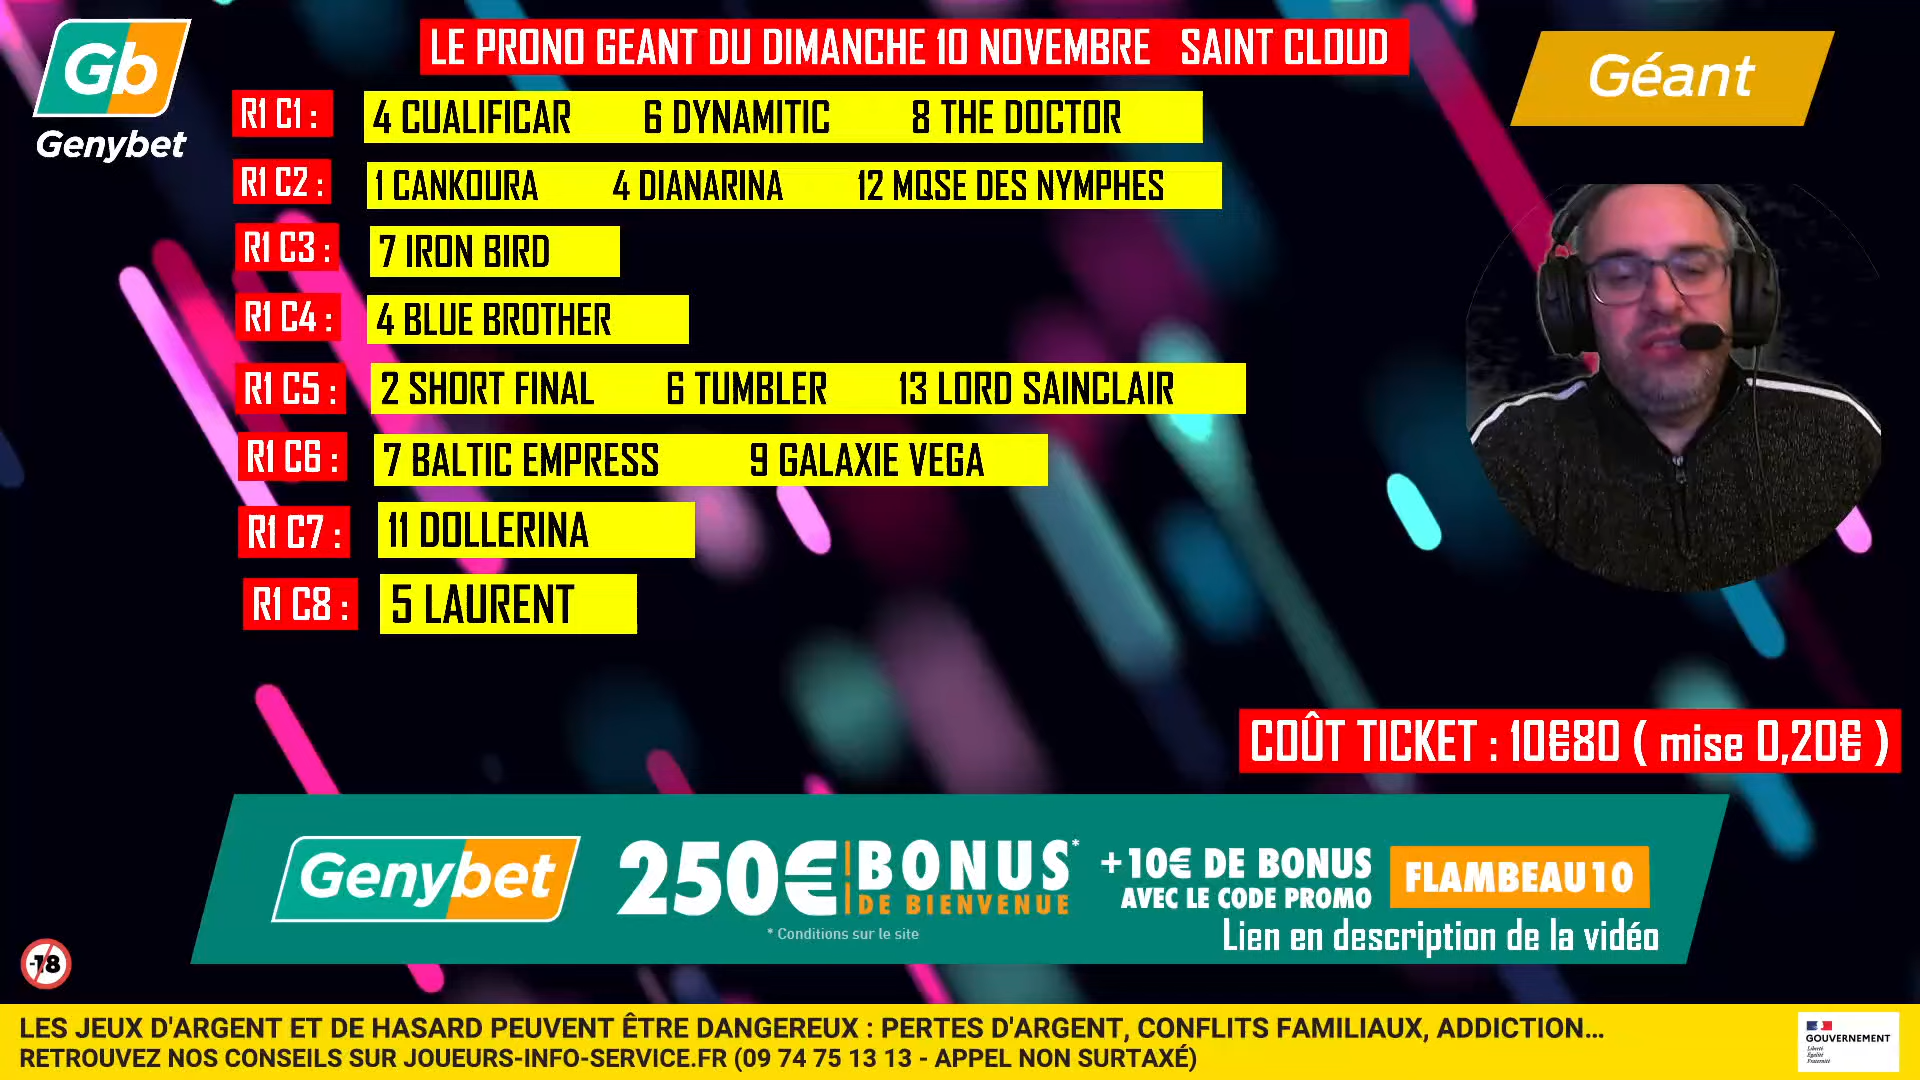 LE PRONO GEANT DU DIMANCHE 10 NOVEMBRE SAINT CLOUD
Gb
Genybet
Géant
R1 C1 : 4 CUALIFICAR 6 DYNAMITIC 8 THE DOCTOR
R1 C2 : 1 CANKOURA 4 DIANARINA 12 MQSE DES NYMPHES
R1 C3 : 7 IRON BIRD
R1 C4 : 4 BLUE BROTHER
R1 C5 : 2 SHORT FINAL 6 TUMBLER 13 LORD SAINCLAIR
R1 C6 : 7 BALTIC EMPRESS 9 GALAXIE VEGA
R1 C7 : 11 DOLLERINA
R1 C8 : 5 LAURENT
COÛT TICKET : 10€80 ( mise 0,20€ )
Genybet
250€ BONUS*
DE BIENVENUE
* Conditions sur le site
+10€ DE BONUS
AVEC LE CODE PROMO
FLAMBEAU10
Lien en description de la vidéo
-18
LES JEUX D'ARGENT ET DE HASARD PEUVENT ÊTRE DANGEREUX : PERTES D'ARGENT, CONFLITS FAMILIAUX, ADDICTION...
RETROUVEZ NOS CONSEILS SUR JOUEURS-INFO-SERVICE.FR (09 74 75 13 13 - APPEL NON SURTAXÉ)
GOUVERNEMENT
Liberté
Égalité
Fraternité